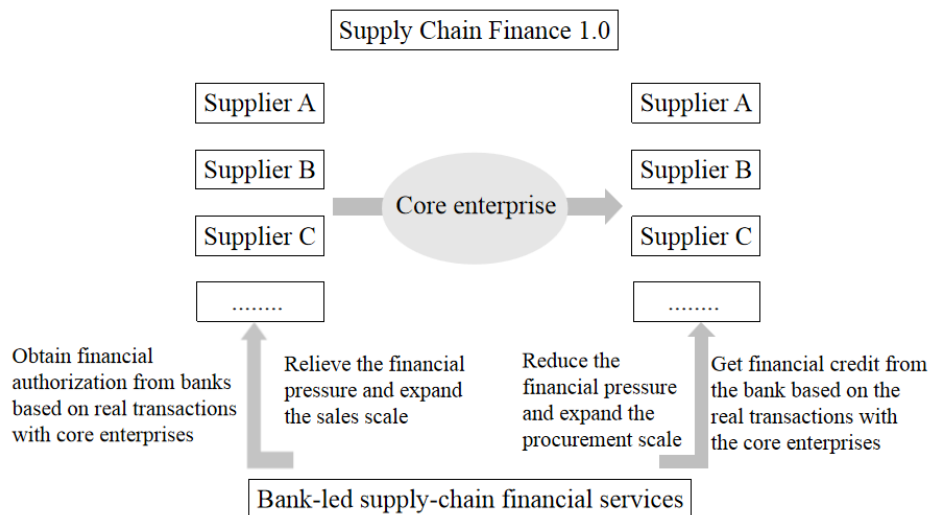 Supply Chain Finance 1.0
Supplier A
Supplier B
Supplier C
........
Core enterprise
Supplier A
Supplier B
Supplier C
........
Obtain financial
authorization from banks
based on real transactions
with core enterprises
Relieve the financial
pressure and expand
the sales scale
Reduce the
financial pressure
and expand the
procurement scale
Get financial credit from
the bank based on the
real transactions with
the core enterprises
Bank-led supply-chain financial services